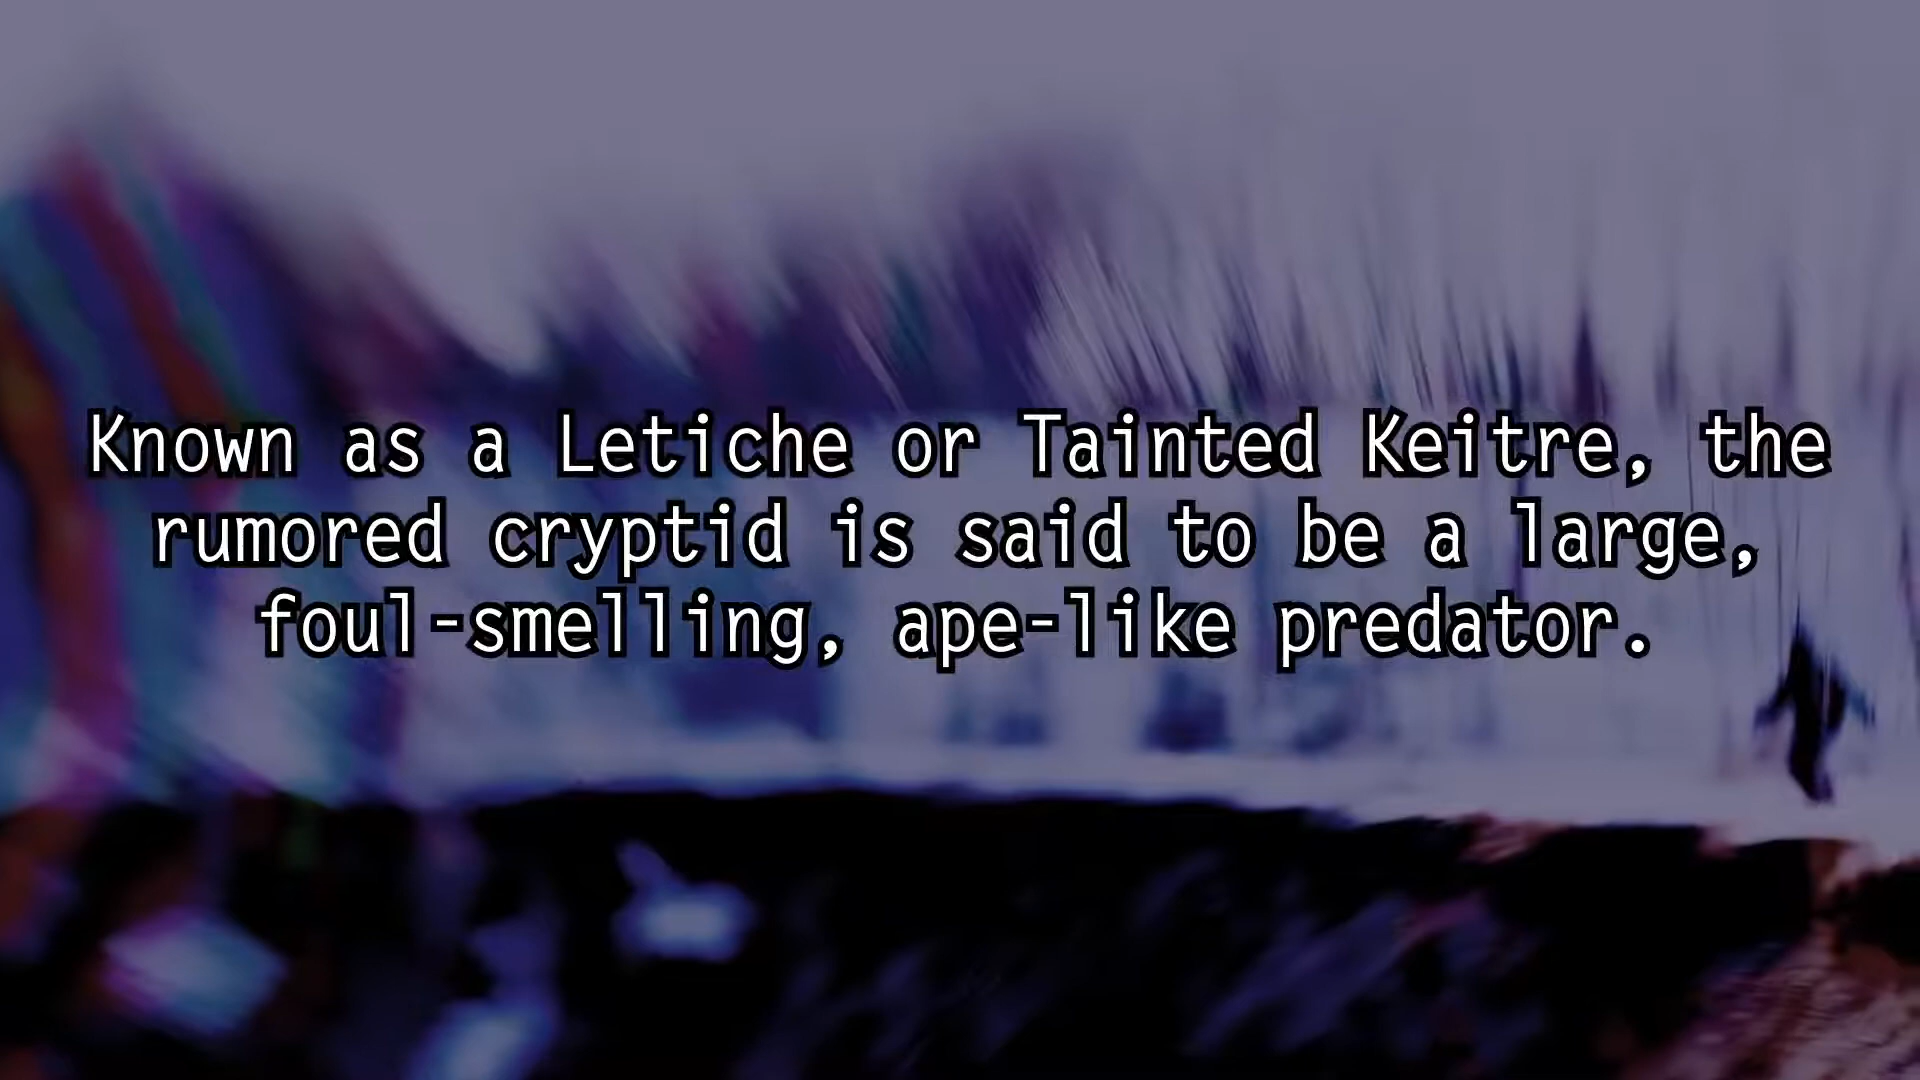 Known as a Letiche or Tainted Keitre, the
rumored cryptid is said to be a large,
foul-smelling, ape-like predator.